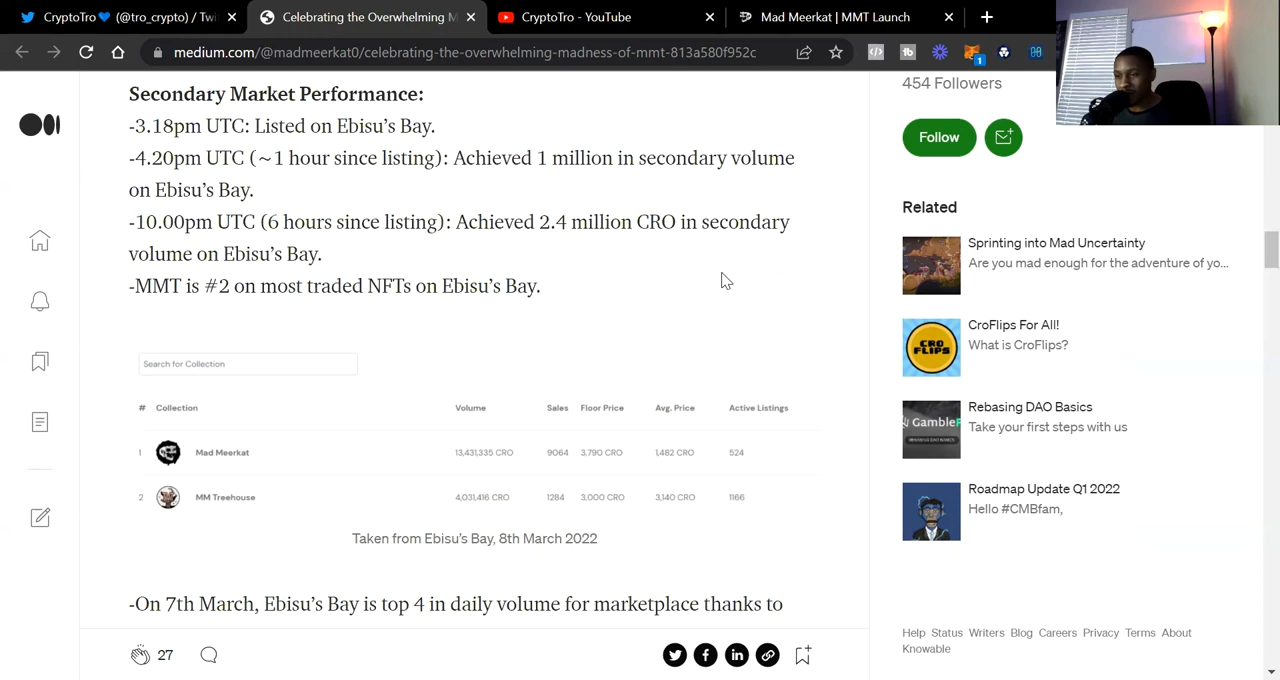 CryptoTro💙 (@tro_crypto) / Twi
Celebrating the Overwhelming M
CryptoTro - YouTube
Mad Meerkat | MMT Launch
medium.com/@madmeerkat0/celebrating-the-overwhelming-madness-of-mmt-813a580f952c
tb
1
Secondary Market Performance:
-3.18pm UTC: Listed on Ebisu's Bay.
-4.20pm UTC (~1 hour since listing): Achieved 1 million in secondary volume
on Ebisu's Bay.
-10.00pm UTC (6 hours since listing): Achieved 2.4 million CRO in secondary
volume on Ebisu's Bay.
-MMT is #2 on most traded NFTs on Ebisu's Bay.
Search for Collection
# Collection Volume Sales Floor Price Avg. Price Active Listings
1 Mad Meerkat 13,431,335 CRO 9064 3,790 CRO 1,482 CRO 524
2 MM Treehouse 4,031,416 CRO 1284 3,000 CRO 3,140 CRO 1166
Taken from Ebisu's Bay, 8th March 2022
-On 7th March, Ebisu's Bay is top 4 in daily volume for marketplace thanks to
27
454 Followers
Follow
Related
Sprinting into Mad Uncertainty
Are you mad enough for the adventure of yo...
CRO
FLIPS
CroFlips For All!
What is CroFlips?
GambleF
Rebasing DAO Basics
Take your first steps with us
Roadmap Update Q1 2022
Hello #CMBfam,
Help Status Writers Blog Careers Privacy Terms About
Knowable